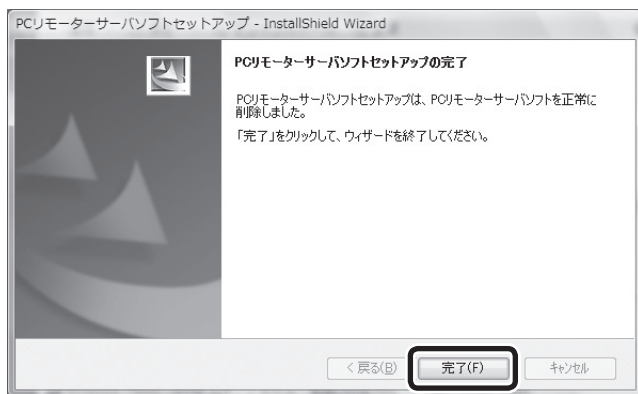 PCリモーターサーバソフトセットアップ - InstallShield Wizard
PCリモーターサーバソフトセットアップの完了
PCリモーターサーバソフトセットアップは、PCリモーターサーバソフトを正常に
削除しました。
「完了」をクリックして、ウィザードを終了してください。
< 戻る(B)
完了(F)
キャンセル